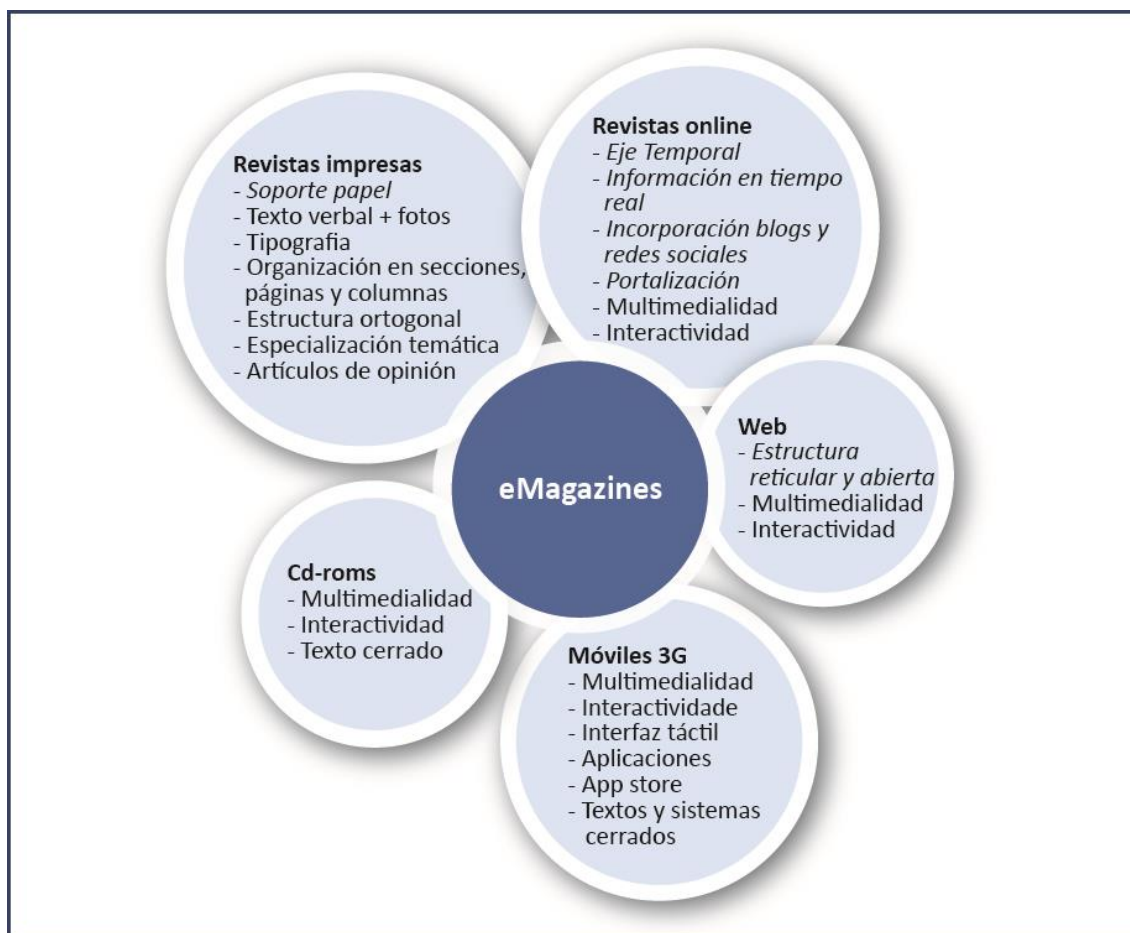 Revistas impresas
- Soporte papel
- Texto verbal + fotos
- Tipografia
- Organización en secciones,
páginas y columnas
- Estructura ortogonal
- Especialización temática
- Artículos de opinión
Revistas online
- Eje Temporal
- Información en tiempo
real
- Incorporación blogs y
redes sociales
- Portalización
- Multimedialidad
- Interactividad
Web
- Estructura
reticular y abierta
- Multimedialidad
- Interactividad
eMagazines
Cd-roms
- Multimedialidad
- Interactividad
- Texto cerrado
Móviles 3G
- Multimedialidad
- Interactividade
- Interfaz táctil
- Aplicaciones
- App store
- Textos y sistemas
cerrados